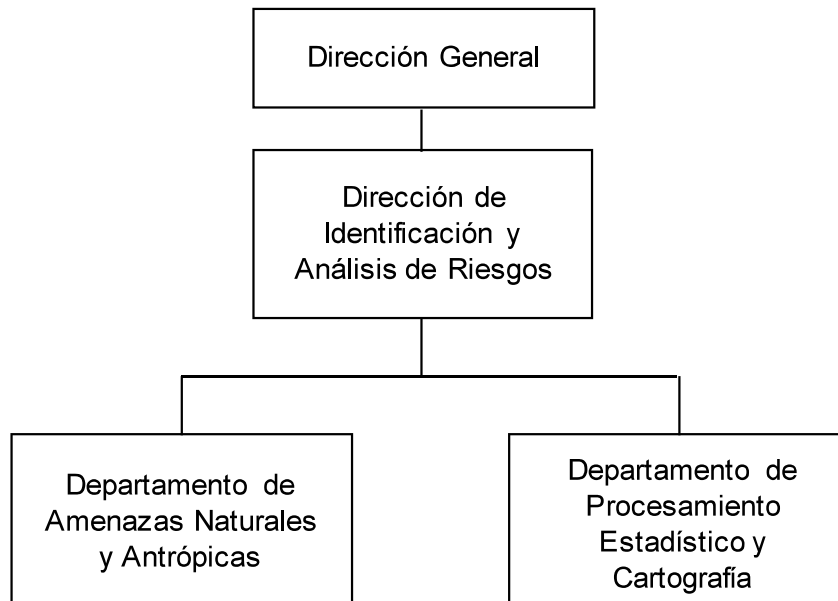 Dirección General
Dirección de
Identificación y
Análisis de Riesgos
Departamento de
Amenazas Naturales
y Antrópicas
Departamento de
Procesamiento
Estadístico y
Cartografía